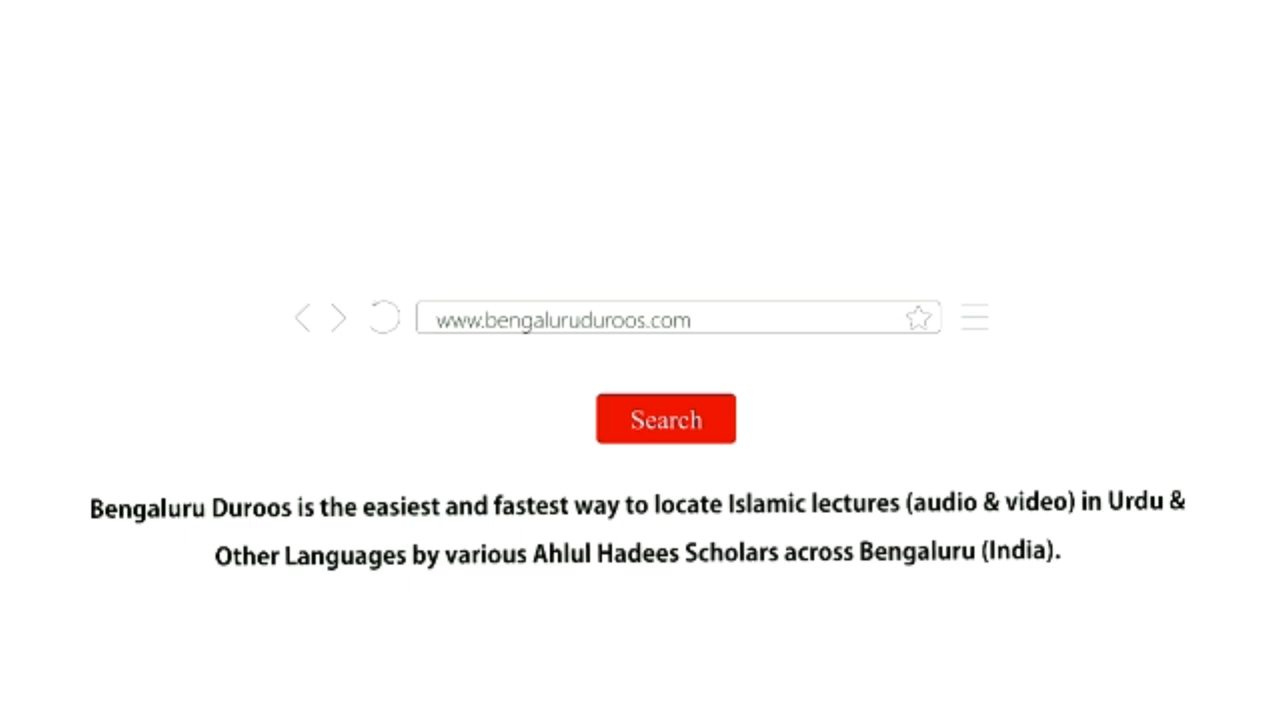 www.bengaluruduroos.com
Search
Bengaluru Duroos is the easiest and fastest way to locate Islamic lectures (audio & video) in Urdu &
Other Languages by various Ahlul Hadees Scholars across Bengaluru (India).